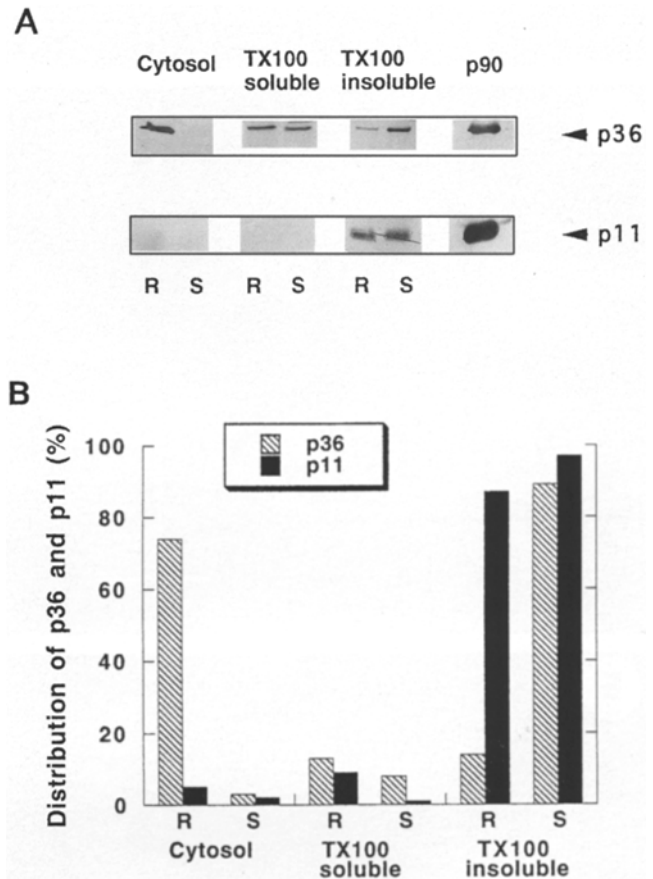 A
Cytosol
TX100
soluble
TX100
insoluble
p90
p36
p11
R S R S R S
B
p36
p11
Distribution of p36 and p11 (%)
100
80
60
40
20
0
R S R S R S
Cytosol
TX100
soluble
TX100
insoluble